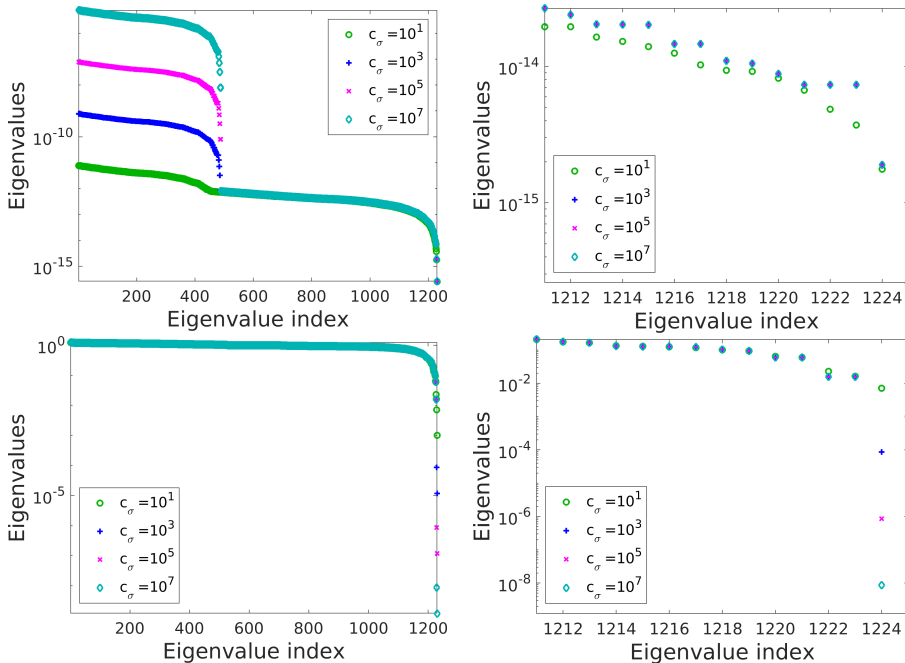 Eigenvalues
10^-10
10^-15
200 400 600 800 1000 1200
Eigenvalue index
c_σ=10^1
c_σ=10^3
c_σ=10^5
c_σ=10^7
Eigenvalues
10^-14
10^-15
1212 1214 1216 1218 1220 1222 1224
Eigenvalue index
c_σ=10^1
c_σ=10^3
c_σ=10^5
c_σ=10^7
Eigenvalues
10^0
10^-5
200 400 600 800 1000 1200
Eigenvalue index
c_σ=10^1
c_σ=10^3
c_σ=10^5
c_σ=10^7
Eigenvalues
10^-2
10^-4
10^-6
10^-8
1212 1214 1216 1218 1220 1222 1224
Eigenvalue index
c_σ=10^1
c_σ=10^3
c_σ=10^5
c_σ=10^7